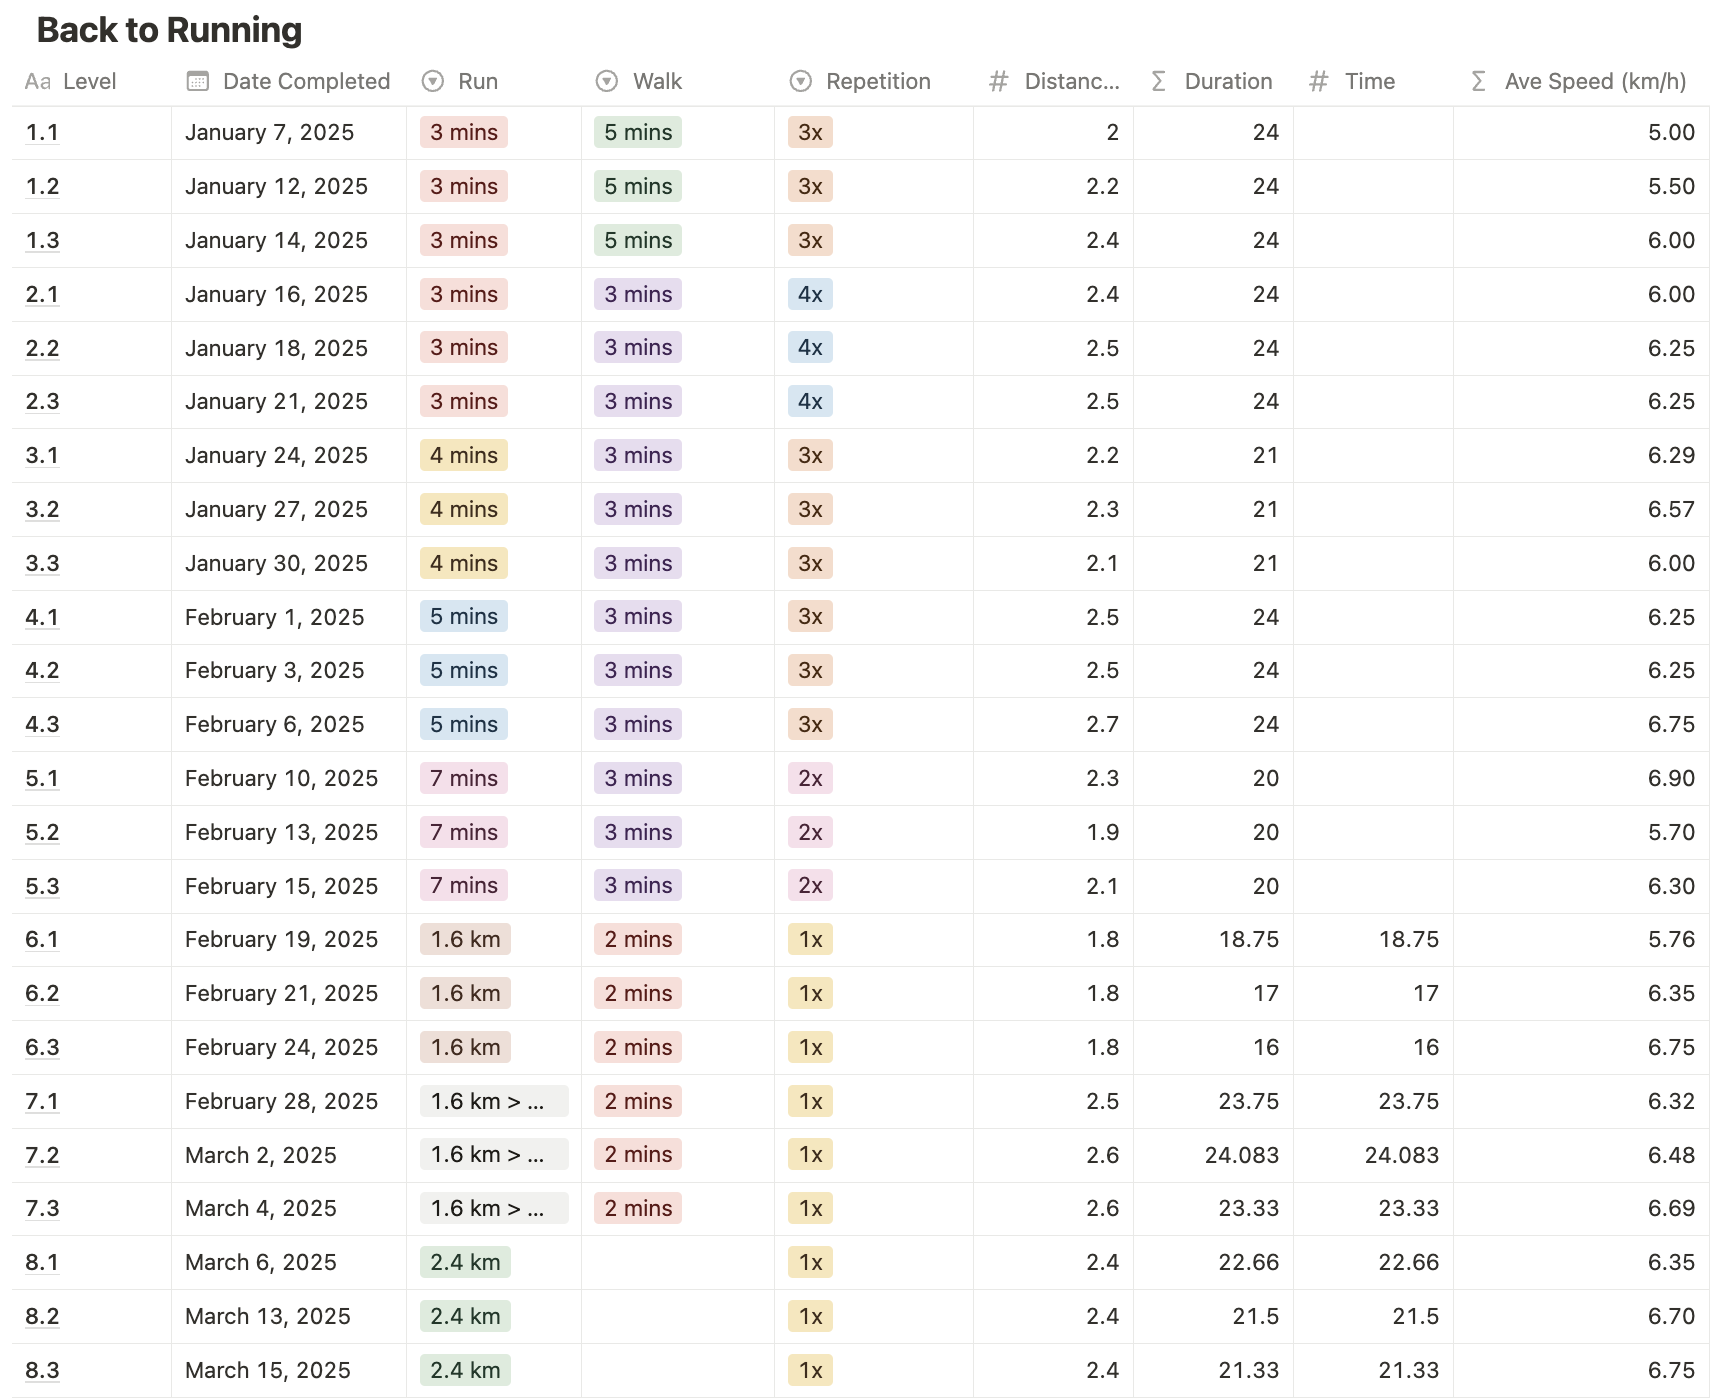 Back to Running
Aa Level Date Completed Run Walk Repetition # Distanc... Σ Duration # Time Σ Ave Speed (km/h)
1.1 January 7, 2025 3 mins 5 mins 3x 2 24 5.00
1.2 January 12, 2025 3 mins 5 mins 3x 2.2 24 5.50
1.3 January 14, 2025 3 mins 5 mins 3x 2.4 24 6.00
2.1 January 16, 2025 3 mins 3 mins 4x 2.4 24 6.00
2.2 January 18, 2025 3 mins 3 mins 4x 2.5 24 6.25
2.3 January 21, 2025 3 mins 3 mins 4x 2.5 24 6.25
3.1 January 24, 2025 4 mins 3 mins 3x 2.2 21 6.29
3.2 January 27, 2025 4 mins 3 mins 3x 2.3 21 6.57
3.3 January 30, 2025 4 mins 3 mins 3x 2.1 21 6.00
4.1 February 1, 2025 5 mins 3 mins 3x 2.5 24 6.25
4.2 February 3, 2025 5 mins 3 mins 3x 2.5 24 6.25
4.3 February 6, 2025 5 mins 3 mins 3x 2.7 24 6.75
5.1 February 10, 2025 7 mins 3 mins 2x 2.3 20 6.90
5.2 February 13, 2025 7 mins 3 mins 2x 1.9 20 5.70
5.3 February 15, 2025 7 mins 3 mins 2x 2.1 20 6.30
6.1 February 19, 2025 1.6 km 2 mins 1x 1.8 18.75 18.75 5.76
6.2 February 21, 2025 1.6 km 2 mins 1x 1.8 17 17 6.35
6.3 February 24, 2025 1.6 km 2 mins 1x 1.8 16 16 6.75
7.1 February 28, 2025 1.6 km > ... 2 mins 1x 2.5 23.75 23.75 6.32
7.2 March 2, 2025 1.6 km > ... 2 mins 1x 2.6 24.083 24.083 6.48
7.3 March 4, 2025 1.6 km > ... 2 mins 1x 2.6 23.33 23.33 6.69
8.1 March 6, 2025 2.4 km 1x 2.4 22.66 22.66 6.35
8.2 March 13, 2025 2.4 km 1x 2.4 21.5 21.5 6.70
8.3 March 15, 2025 2.4 km 1x 2.4 21.33 21.33 6.75